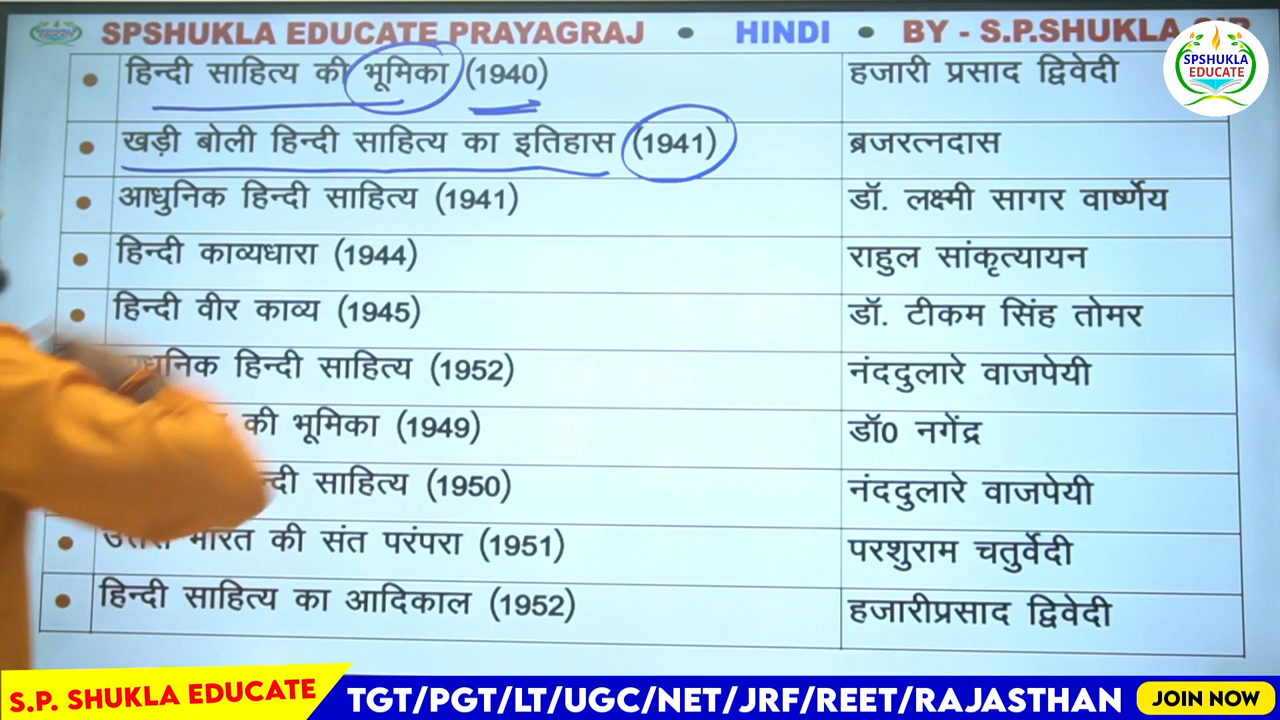 SPSHUKLA EDUCATE PRAYAGRAJ • HINDI • BY - S.P.SHUKLA
SPSHUKLA
EDUCATE
हिन्दी साहित्य की भूमिका (1940) हजारी प्रसाद द्विवेदी
खड़ी बोली हिन्दी साहित्य का इतिहास (1941) ब्रजरत्नदास
आधुनिक हिन्दी साहित्य (1941) डॉ. लक्ष्मी सागर वार्ष्णेय
हिन्दी काव्यधारा (1944) राहुल सांकृत्यायन
हिन्दी वीर काव्य (1945) डॉ. टीकम सिंह तोमर
हिन्दी साहित्य (1952) नंददुलारे वाजपेयी
की भूमिका (1949) डॉ0 नगेंद्र
साहित्य (1950) नंददुलारे वाजपेयी
भारत की संत परंपरा (1951) परशुराम चतुर्वेदी
हिन्दी साहित्य का आदिकाल (1952) हजारीप्रसाद द्विवेदी
S.P. SHUKLA EDUCATE TGT/PGT/LT/UGC/NET/JRF/REET/RAJASTHAN JOIN NOW